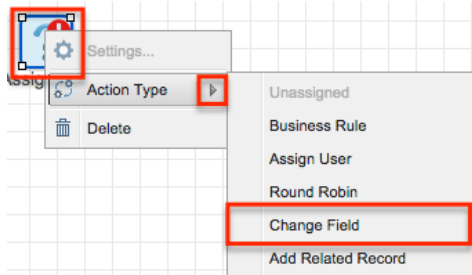 Settings...
Action Type
Delete
Unassigned
Business Rule
Assign User
Round Robin
Change Field
Add Related Record